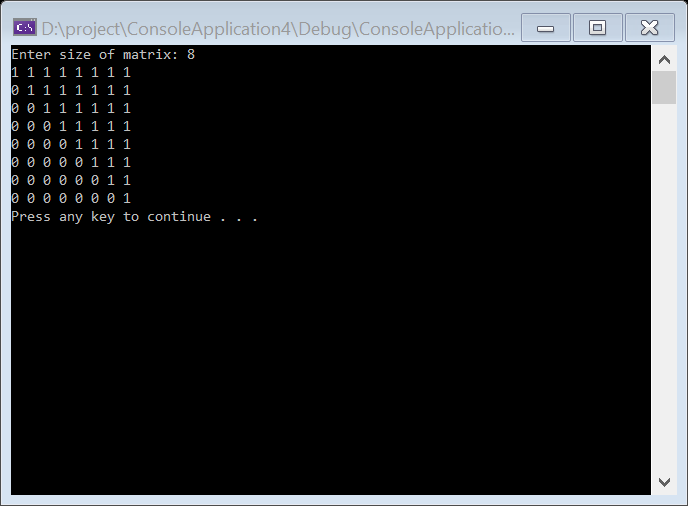 D:\project\ConsoleApplication4\Debug\ConsoleApplicatio...
Enter size of matrix: 8
1 1 1 1 1 1 1 1
0 1 1 1 1 1 1 1
0 0 1 1 1 1 1 1
0 0 0 1 1 1 1 1
0 0 0 0 1 1 1 1
0 0 0 0 0 1 1 1
0 0 0 0 0 0 1 1
0 0 0 0 0 0 0 1
Press any key to continue . . .